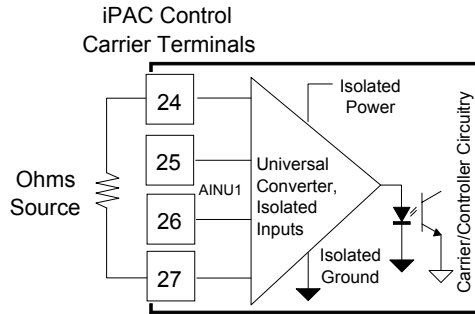 iPAC Control
Carrier Terminals
24
Isolated
Power
25
Ohms
Source
AINU1
Universal
Converter,
Isolated
Inputs
26
27
Isolated
Ground
Carrier/Controller Circuitry